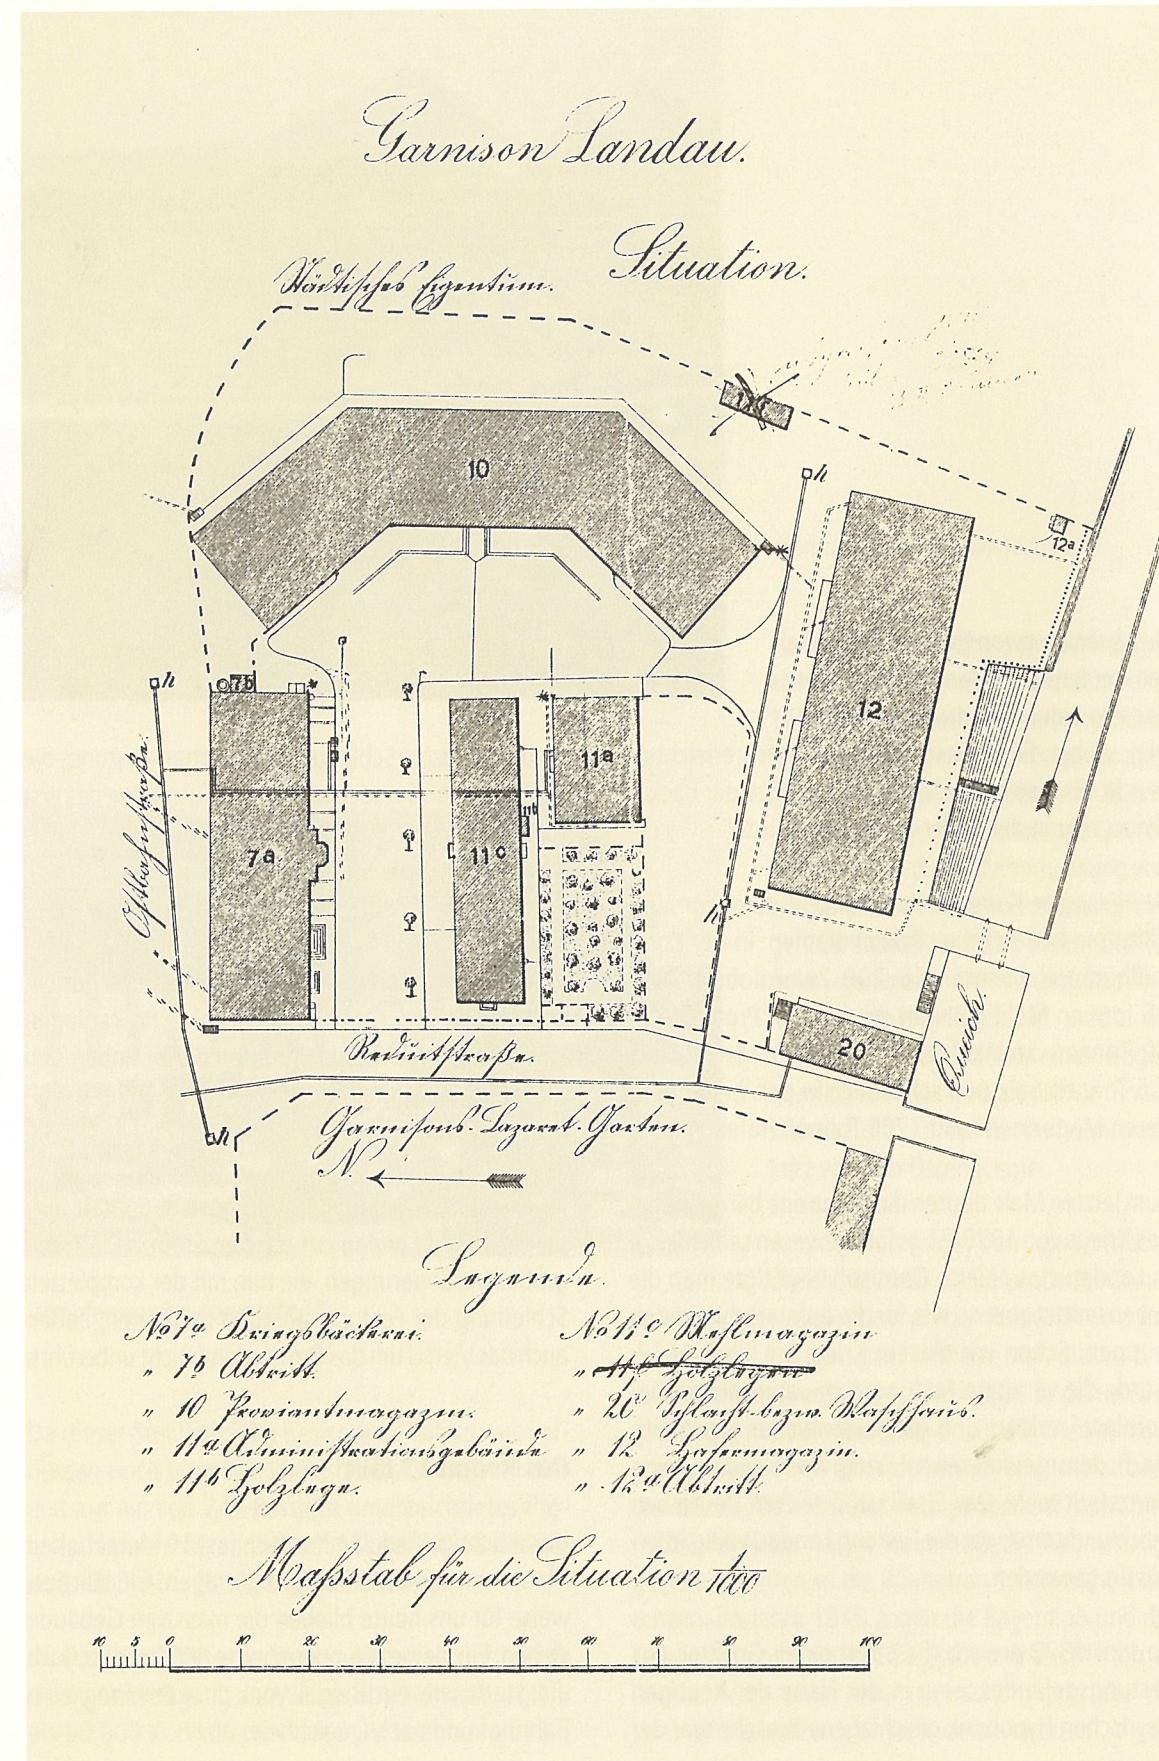 Garnison Landau.
Situation.
Städtisches Eigentum.
10
h
12a
7b
h
12
11a
Ostbahnstraße.
11b
7a
11c
h
20
Queich.
Reduitstraße.
h
Garnisons-Lazaret-Garten.
N.
Legende.
No 7a Kriegsbäckerei.
" 7b Abtritt.
" 10 Proviantmagazin.
" 11a Administrationsgebäude
" 11b Holzlege.
No 11c Mehlmagazin
" 11f Holzlegen
" 20 Schlacht- bezw. Waschhaus.
" 12 Hafermagazin.
" 12a Abtritt.
Maßstab für die Situation 1/1000
10 5 0 10 20 30 40 50 60 70 80 90 100